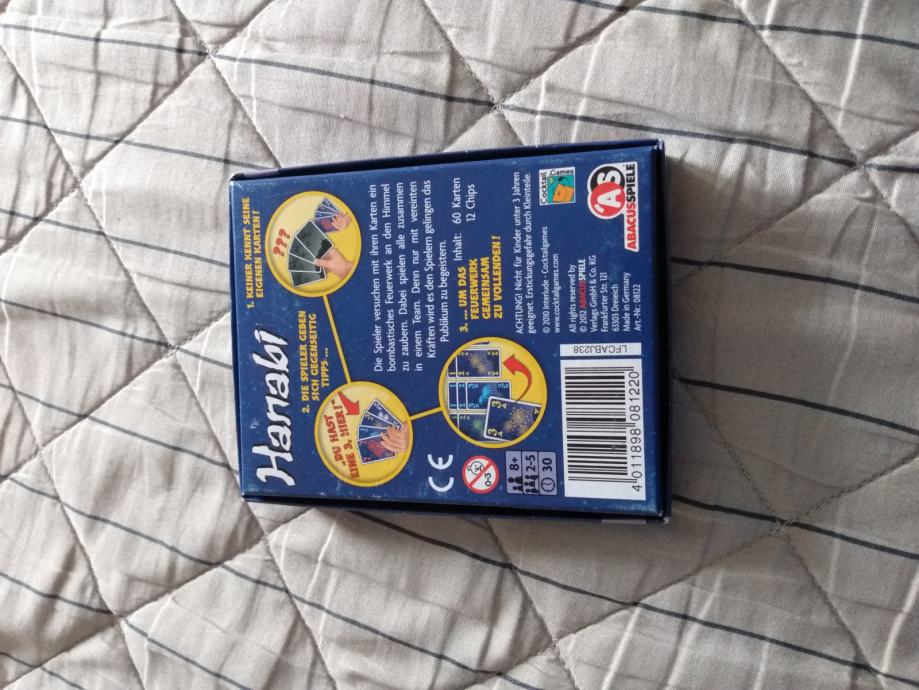 Hanabi
1. KEINER KENNT SEINE
EIGENEN KARTEN!
???
2. DIE SPIELER GEBEN
SICH GEGENSEITIG
TIPPS ...
„DU HAST
EINE 3, HIER!“
Die Spieler versuchen mit ihren Karten ein
bombastisches Feuerwerk an den Himmel
zu zaubern. Dabei spielen alle zusammen
in einem Team. Denn nur mit vereinten
Kräften wird es den Spielern gelingen das
Publikum zu begeistern.
3. ... UM DAS
FEUERWERK
GEMEINSAM
ZU VOLLENDEN!
Inhalt: 60 Karten
12 Chips
CE
0-3
8+
2-5
30
ACHTUNG! Nicht für Kinder unter 3 Jahren
geeignet. Erstickungsgefahr durch Kleinteile.
© 2010 Interlude - Cocktailgames
www.cocktailgames.com
All rights reserved by
© 2012 ABACUSSPIELE
Verlags GmbH & Co. KG
Frankfurter Str. 121
63303 Dreieich
Made in Germany
Art.-Nr.: 08122
Cocktail Games
ABACUSSPIELE
LFCABJ238
4 011898 081220